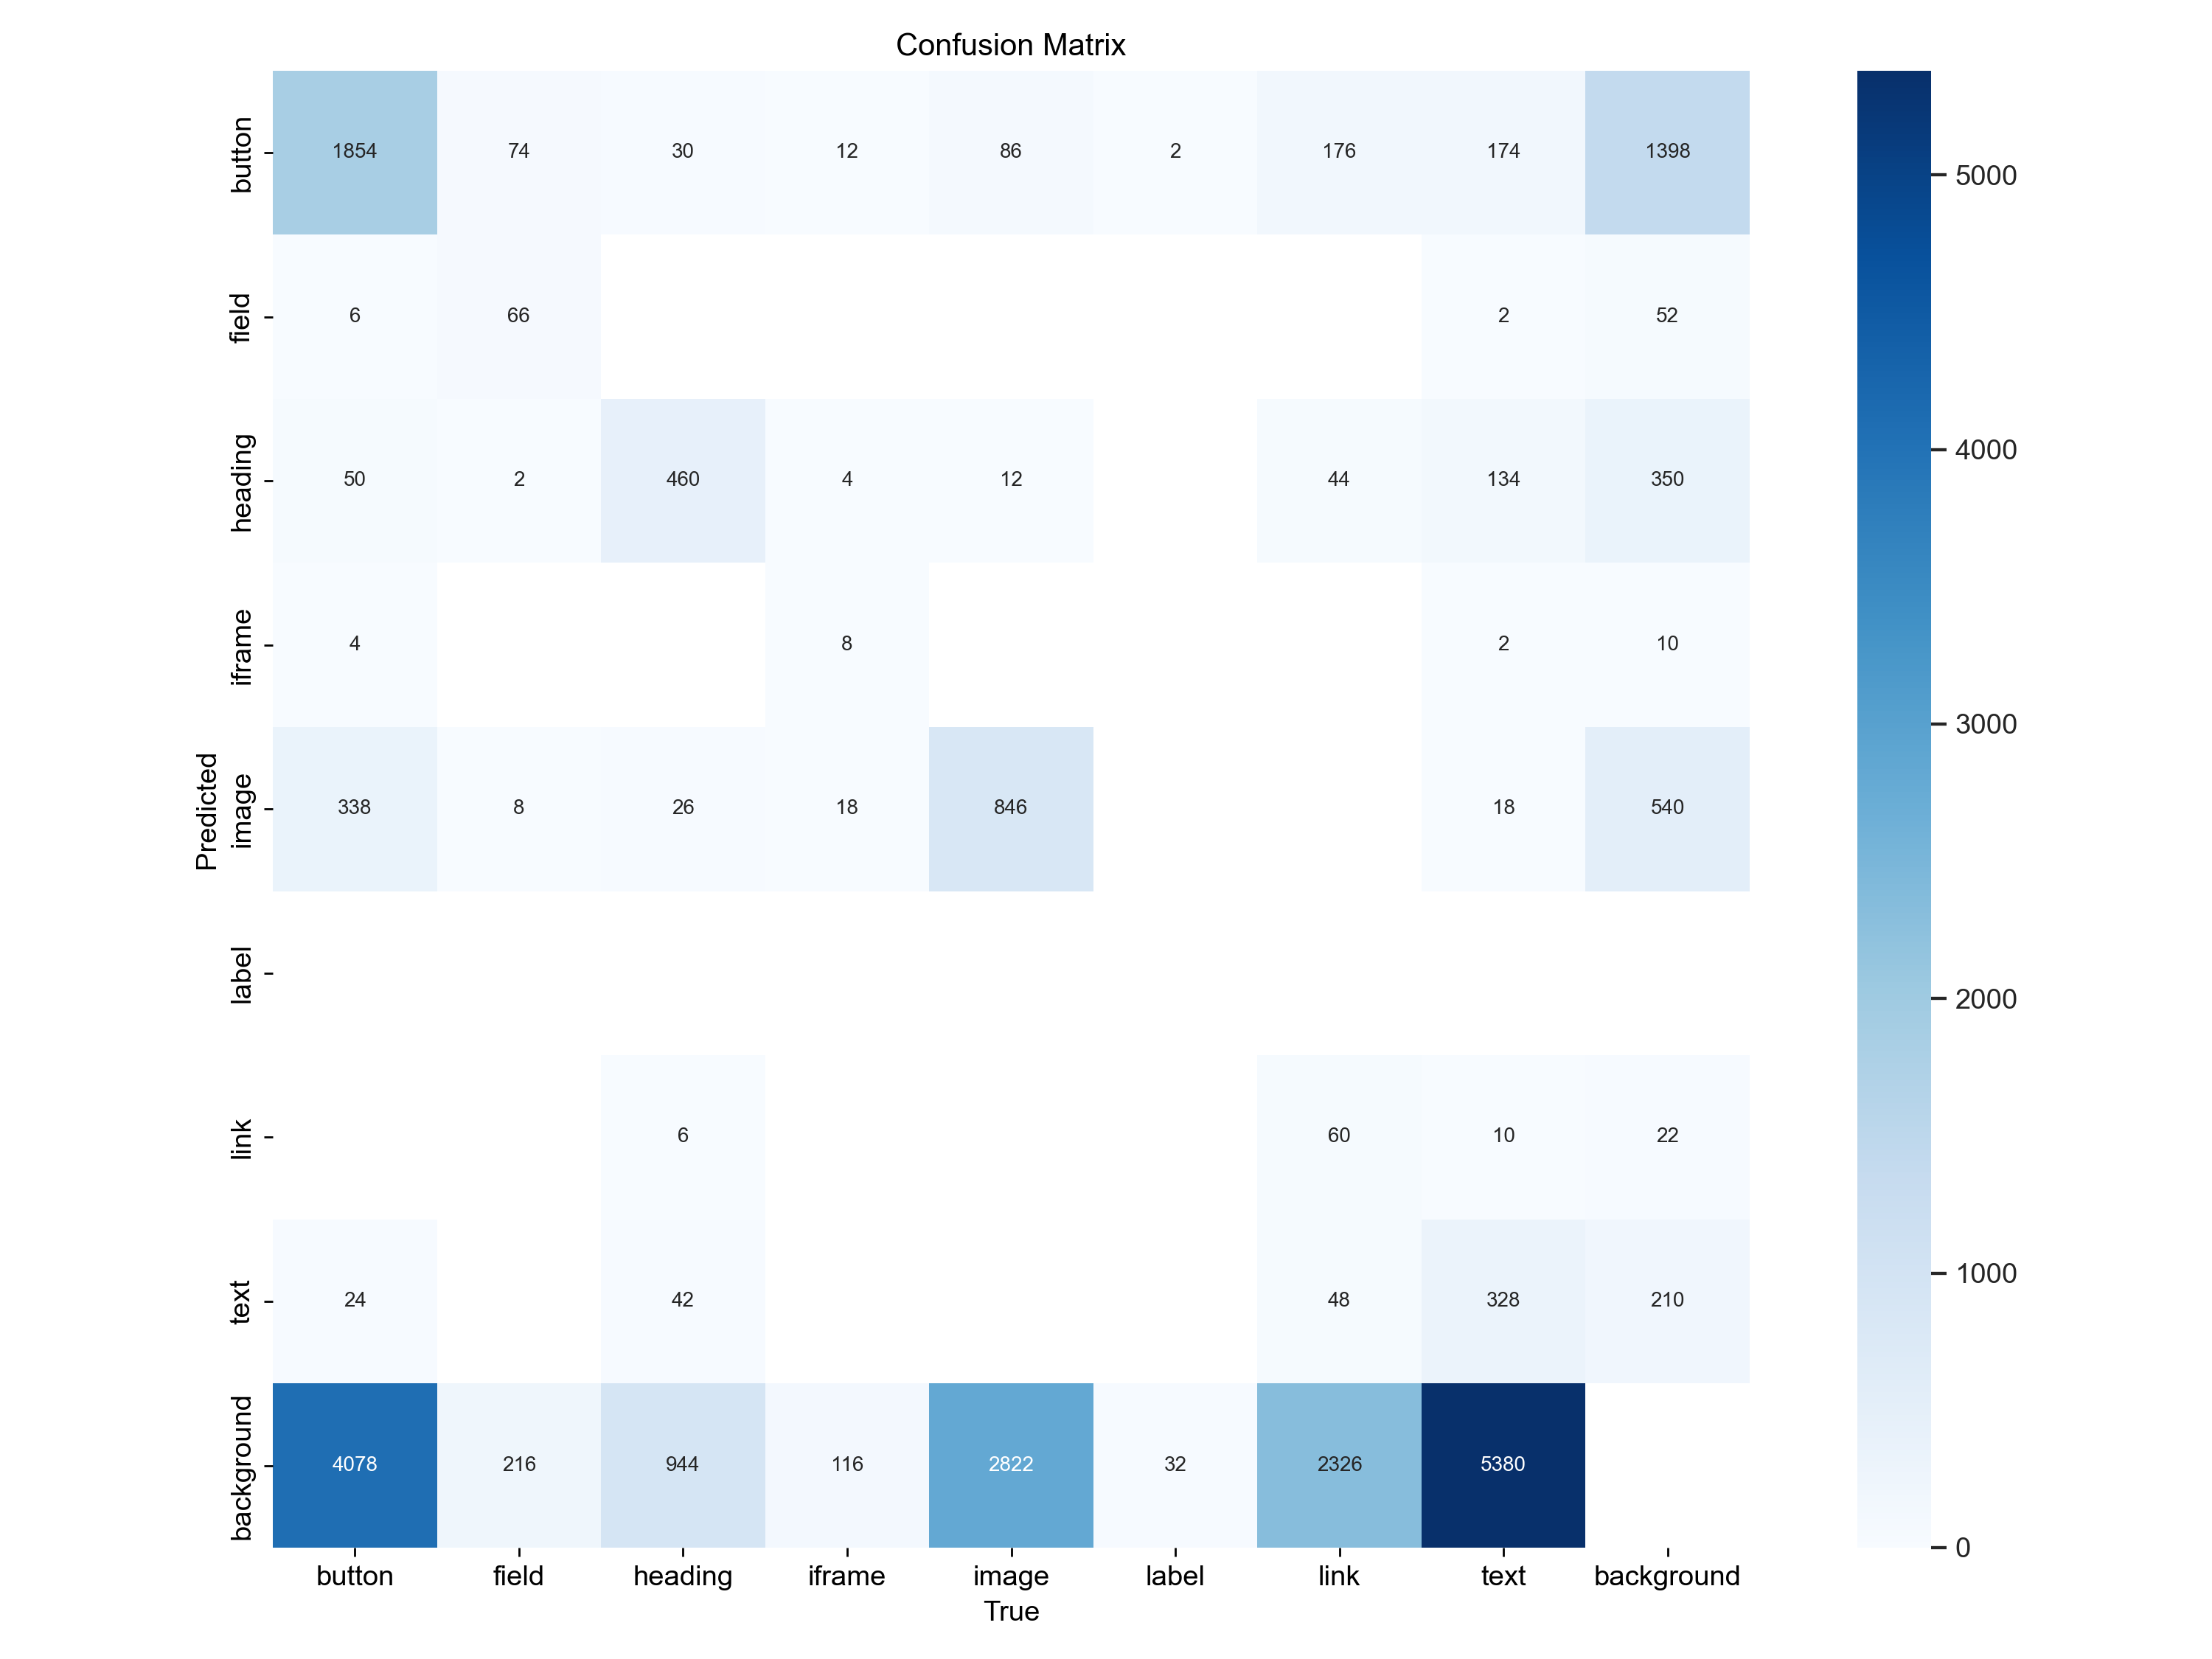 Confusion Matrix
button 1854 74 30 12 86 2 176 174 1398
field 6 66 2 52
heading 50 2 460 4 12 44 134 350
iframe 4 8 2 10
image 338 8 26 18 846 18 540
label
link 6 60 10 22
text 24 42 48 328 210
background 4078 216 944 116 2822 32 2326 5380
button field heading iframe image label link text background
True
Predicted
5000
4000
3000
2000
1000
0